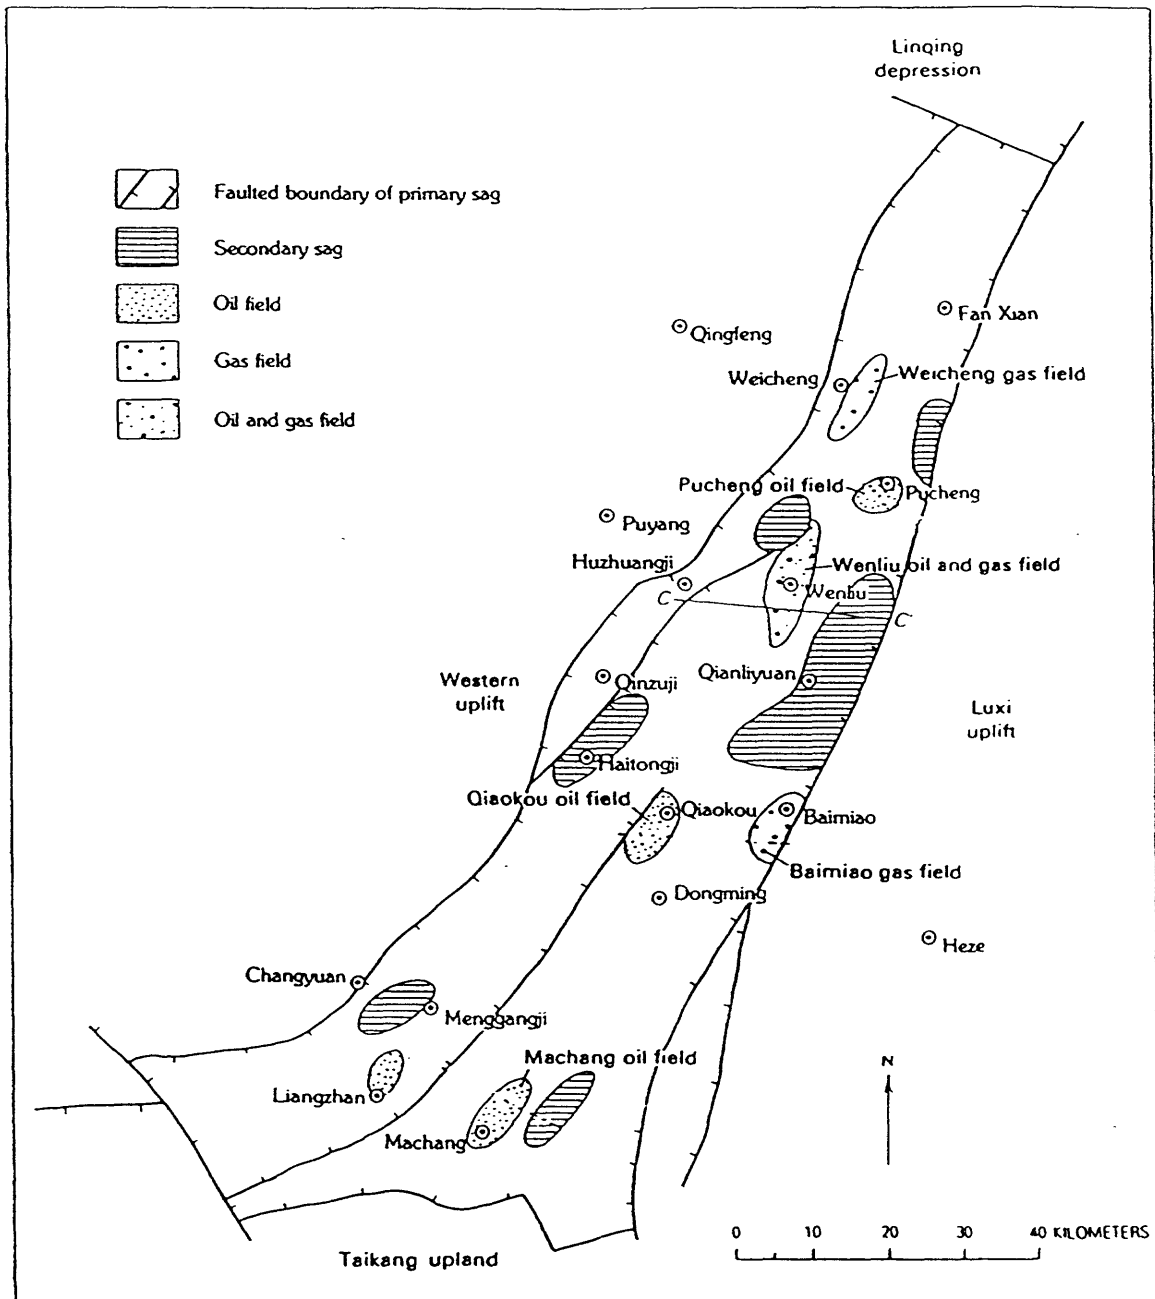 Linqing
depression
Faulted boundary of primary sag
Secondary sag
Oil field
Gas field
Oil and gas field
Fan Xian
Qingfeng
Weicheng
Weicheng gas field
Pucheng oil field
Pucheng
Puyang
Huzhuangji
Wenliu oil and gas field
Wenliu
C
C'
Western
uplift
Qinzuji
Qianliyuan
Luxi
uplift
Haitongji
Qiaokou oil field
Qiaokou
Baimiao
Baimiao gas field
Dongming
Heze
Changyuan
Menggangji
Machang oil field
Liangzhan
Machang
N
Taikang upland
0 10 20 30 40 KILOMETERS